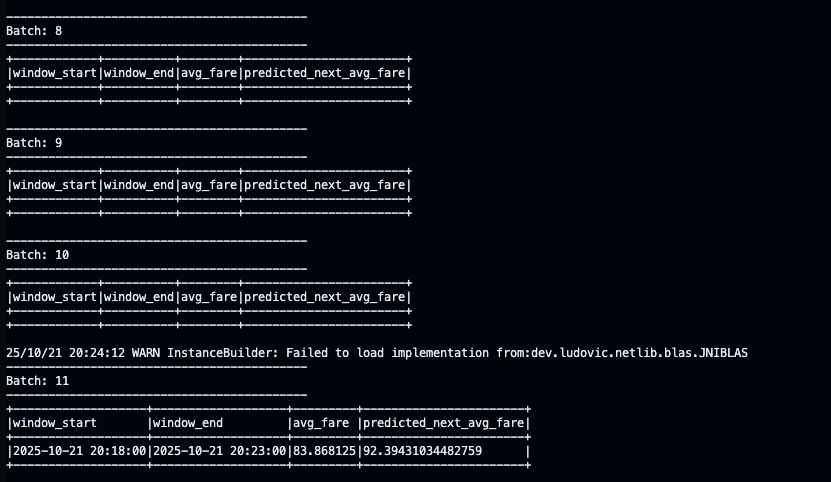 -------------------------------------------
Batch: 8
-------------------------------------------
+------------+----------+--------+-----------------------+
|window_start|window_end|avg_fare|predicted_next_avg_fare|
+------------+----------+--------+-----------------------+
+------------+----------+--------+-----------------------+
-------------------------------------------
Batch: 9
-------------------------------------------
+------------+----------+--------+-----------------------+
|window_start|window_end|avg_fare|predicted_next_avg_fare|
+------------+----------+--------+-----------------------+
+------------+----------+--------+-----------------------+
-------------------------------------------
Batch: 10
-------------------------------------------
+------------+----------+--------+-----------------------+
|window_start|window_end|avg_fare|predicted_next_avg_fare|
+------------+----------+--------+-----------------------+
+------------+----------+--------+-----------------------+
25/10/21 20:24:12 WARN InstanceBuilder: Failed to load implementation from:dev.ludovic.netlib.blas.JNIBLAS
-------------------------------------------
Batch: 11
-------------------------------------------
+-------------------+-------------------+---------+-----------------------+
|window_start       |window_end         |avg_fare |predicted_next_avg_fare|
+-------------------+-------------------+---------+-----------------------+
|2025-10-21 20:18:00|2025-10-21 20:23:00|83.868125|92.39431034482759      |
+-------------------+-------------------+---------+-----------------------+